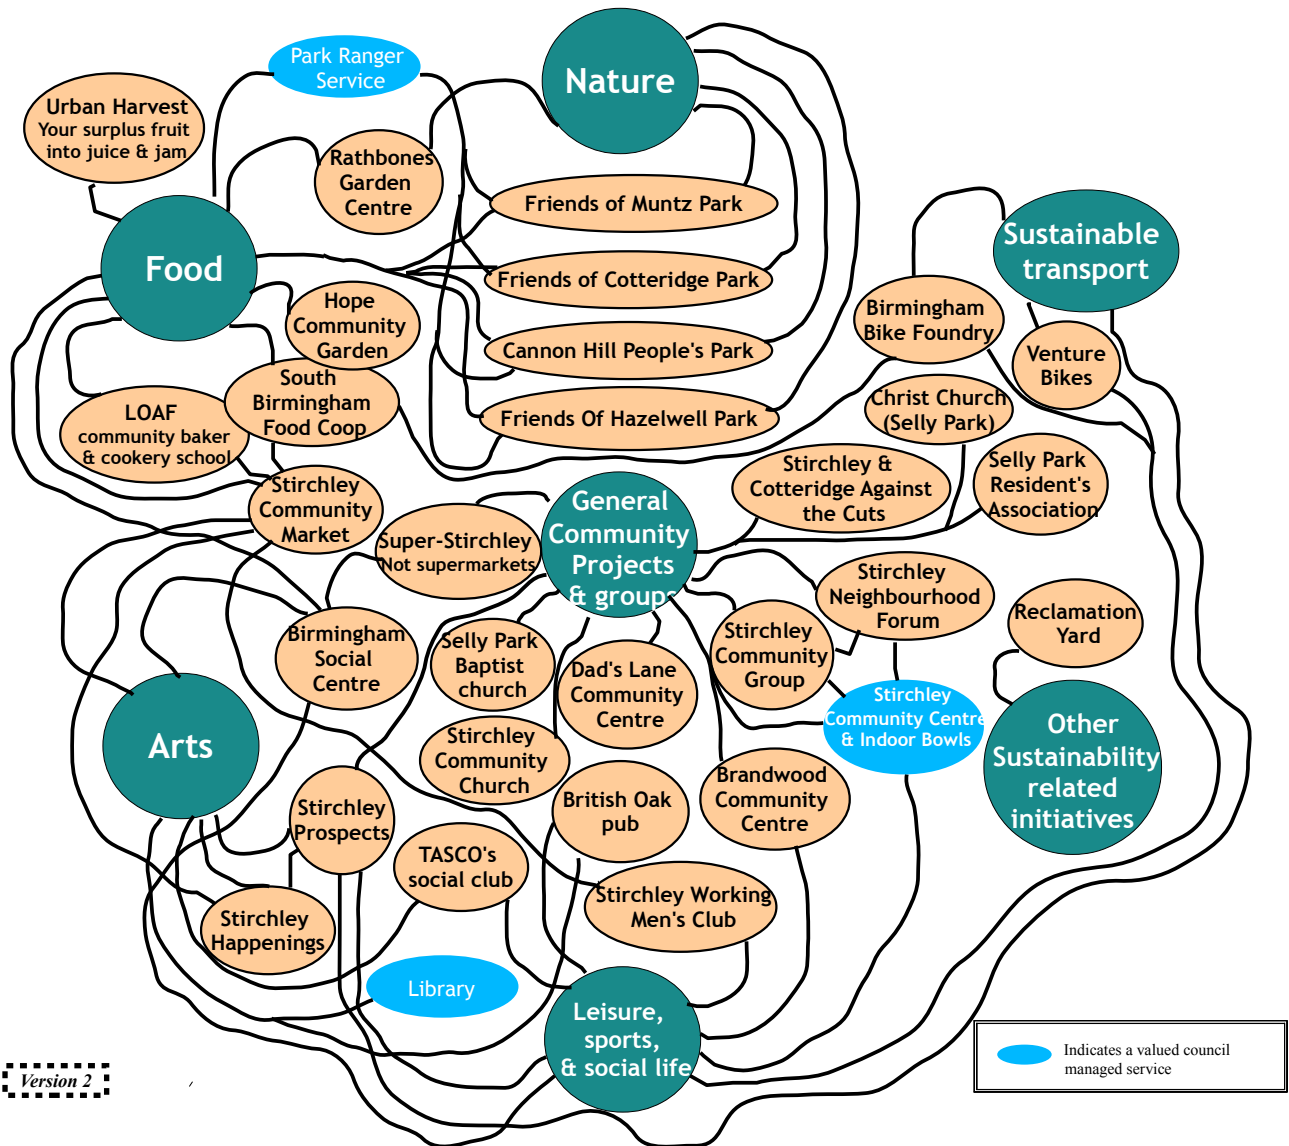 Park Ranger
Service
Nature
Urban Harvest
Your surplus fruit
into juice & jam
Rathbones
Garden
Centre
Friends of Muntz Park
Sustainable
transport
Food
Friends of Cotteridge Park
Hope
Community
Garden
Birmingham
Bike Foundry
Cannon Hill People's Park
Venture
Bikes
South
Birmingham
Food Coop
Christ Church
(Selly Park)
LOAF
community baker
& cookery school
Friends Of Hazelwell Park
Stirchley &
Cotteridge Against
the Cuts
Selly Park
Resident's
Association
Stirchley
Community
Market
General
Community
Projects
& groups
Super-Stirchley
Not supermarkets
Stirchley
Neighbourhood
Forum
Reclamation
Yard
Birmingham
Social
Centre
Selly Park
Baptist
church
Dad's Lane
Community
Centre
Stirchley
Community
Group
Stirchley
Community Centre
& Indoor Bowls
Arts
Stirchley
Community
Church
Other
Sustainability
related
initiatives
Stirchley
Prospects
British Oak
pub
Brandwood
Community
Centre
TASCO's
social club
Stirchley Working
Men's Club
Stirchley
Happenings
Library
Leisure,
sports,
& social life
Indicates a valued council
managed service
Version 2